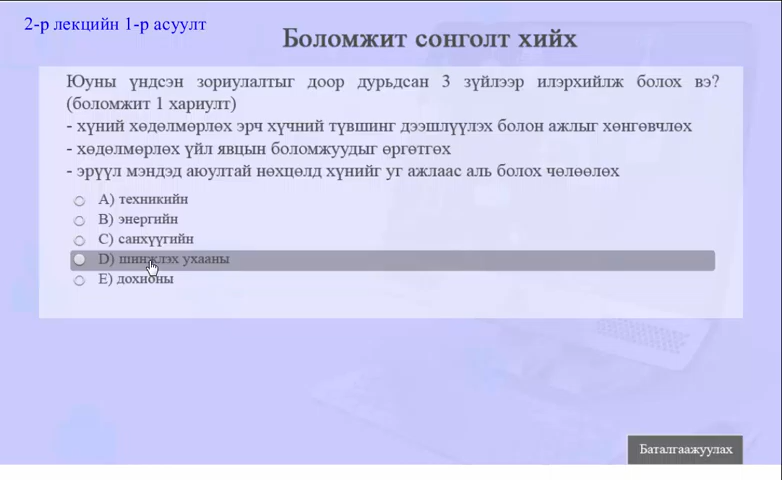 2-р лекцийн 1-р асуулт
Боломжит сонголт хийх
Юуны үндсэн зориулалтыг доор дурьдсан 3 зүйлээр илэрхийлж болох вэ?
(боломжит 1 хариулт)
- хүний хөдөлмөрлөх эрч хүчний түвшинг дээшлүүлэх болон ажлыг хөнгөвчлөх
- хөдөлмөрлөх үйл явцын боломжуудыг өргөтгөх
- эрүүл мэндэд аюултай нөхцөлд хүнийг уг ажлаас аль болох чөлөөлөх
A) техникийн
B) энергийн
C) санхүүгийн
D) шинжлэх ухааны
E) дохионы
Баталгаажуулах